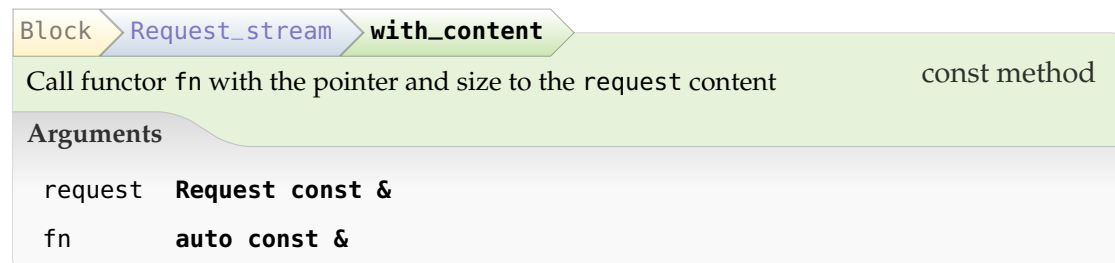 Block Request_stream with_content
Call functor fn with the pointer and size to the request content const method
Arguments
request Request const &
fn auto const &